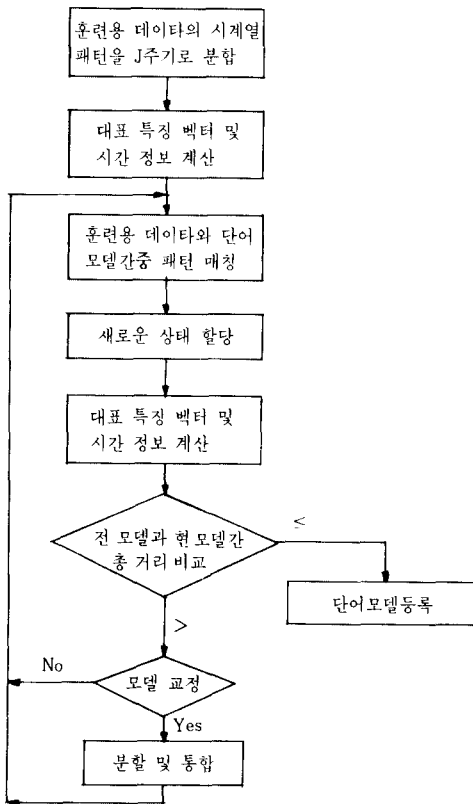 훈련용 데이타의 시계열
패턴을 J주기로 분합
대표 특징 벡터 및
시간 정보 계산
훈련용 데이타와 단어
모델간중 패턴 매칭
새로운 상태 할당
대표 특징 벡터 및
시간 정보 계산
전 모델과 현 모델간
총 거리 비교
≤
단어모델등록
>
No
모델 교정
Yes
분할 및 통합